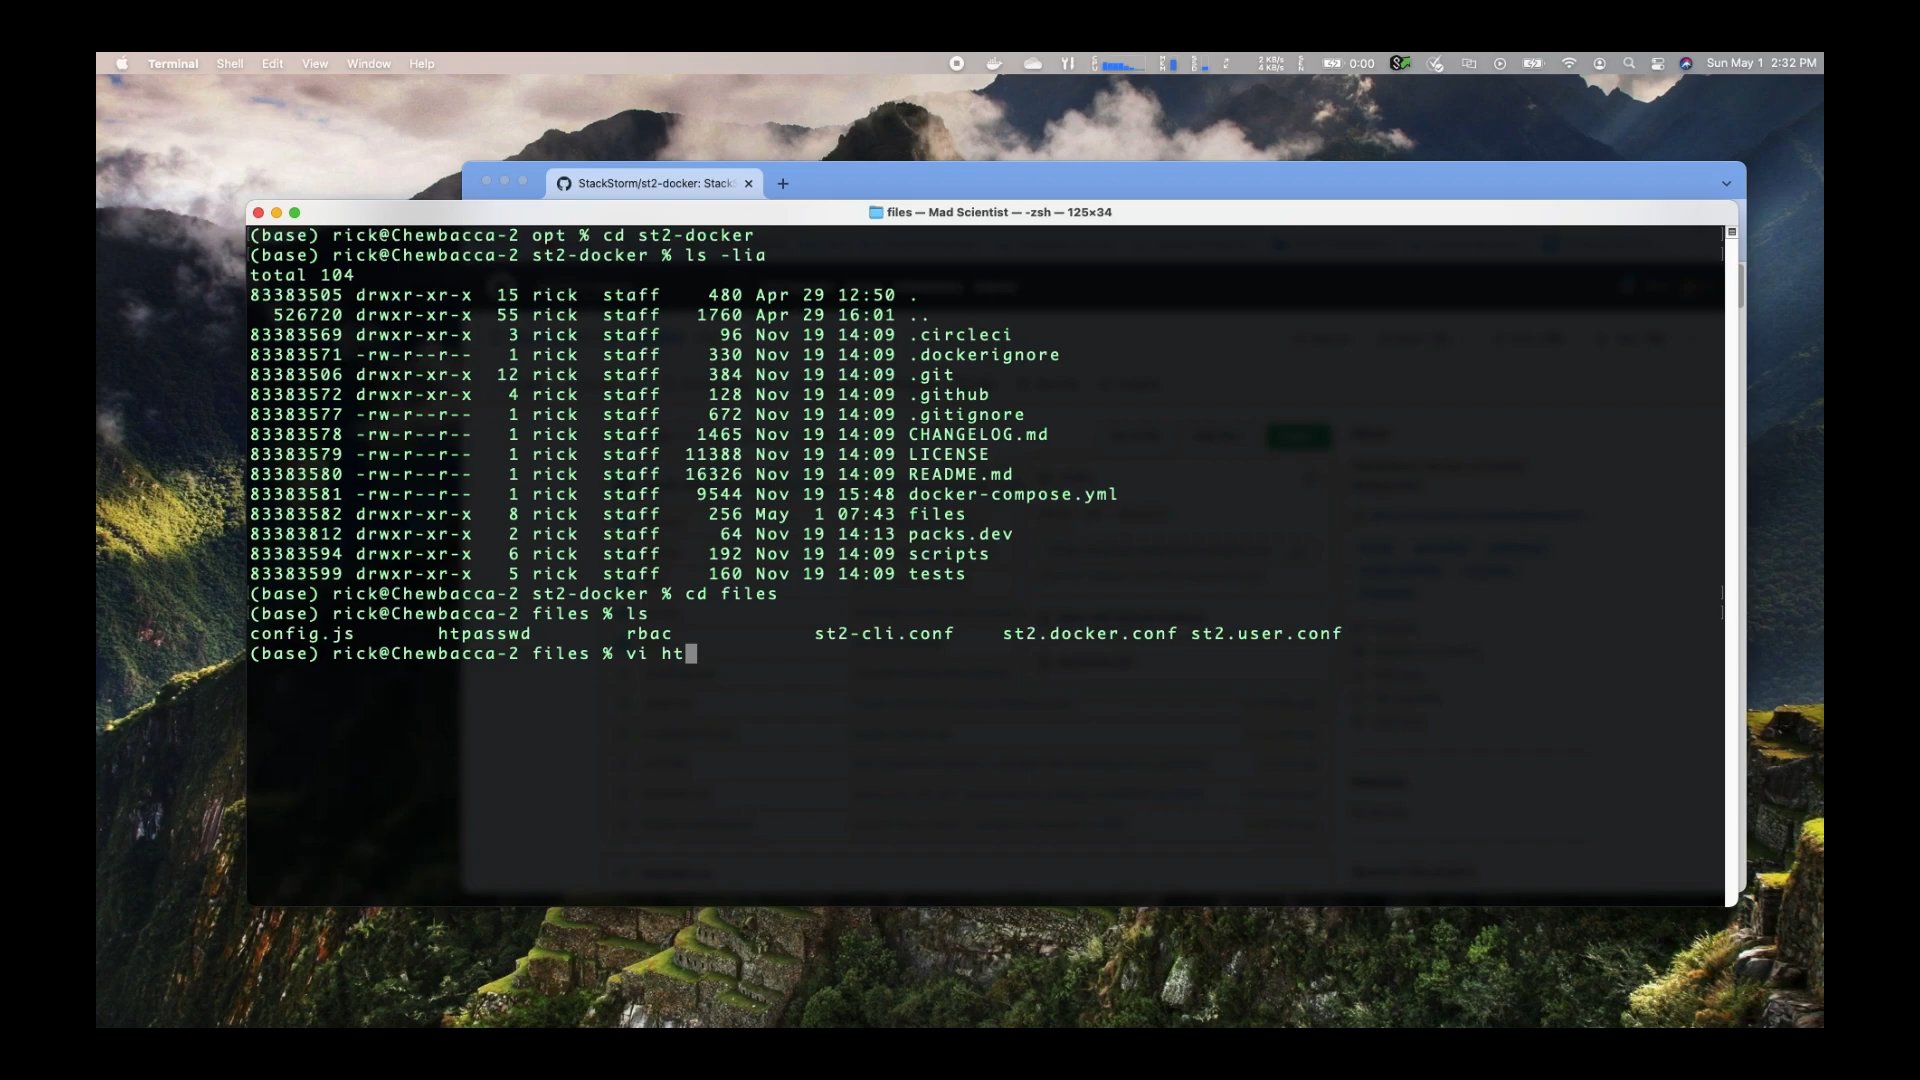 Terminal Shell Edit View Window Help 2 KB/s 4 KB/s 0:00 Sun May 1 2:32 PM
StackStorm/st2-docker: StackS
files — Mad Scientist — -zsh — 125×34
(base) rick@Chewbacca-2 opt % cd st2-docker
(base) rick@Chewbacca-2 st2-docker % ls -lia
total 104
83383505 drwxr-xr-x 15 rick staff 480 Apr 29 12:50 .
526720 drwxr-xr-x 55 rick staff 1760 Apr 29 16:01 ..
83383569 drwxr-xr-x 3 rick staff 96 Nov 19 14:09 .circleci
83383571 -rw-r--r-- 1 rick staff 330 Nov 19 14:09 .dockerignore
83383506 drwxr-xr-x 12 rick staff 384 Nov 19 14:09 .git
83383572 drwxr-xr-x 4 rick staff 128 Nov 19 14:09 .github
83383577 -rw-r--r-- 1 rick staff 672 Nov 19 14:09 .gitignore
83383578 -rw-r--r-- 1 rick staff 1465 Nov 19 14:09 CHANGELOG.md
83383579 -rw-r--r-- 1 rick staff 11388 Nov 19 14:09 LICENSE
83383580 -rw-r--r-- 1 rick staff 16326 Nov 19 14:09 README.md
83383581 -rw-r--r-- 1 rick staff 9544 Nov 19 15:48 docker-compose.yml
83383582 drwxr-xr-x 8 rick staff 256 May 1 07:43 files
83383812 drwxr-xr-x 2 rick staff 64 Nov 19 14:13 packs.dev
83383594 drwxr-xr-x 6 rick staff 192 Nov 19 14:09 scripts
83383599 drwxr-xr-x 5 rick staff 160 Nov 19 14:09 tests
(base) rick@Chewbacca-2 st2-docker % cd files
(base) rick@Chewbacca-2 files % ls
config.js htpasswd rbac st2-cli.conf st2.docker.conf st2.user.conf
(base) rick@Chewbacca-2 files % vi ht